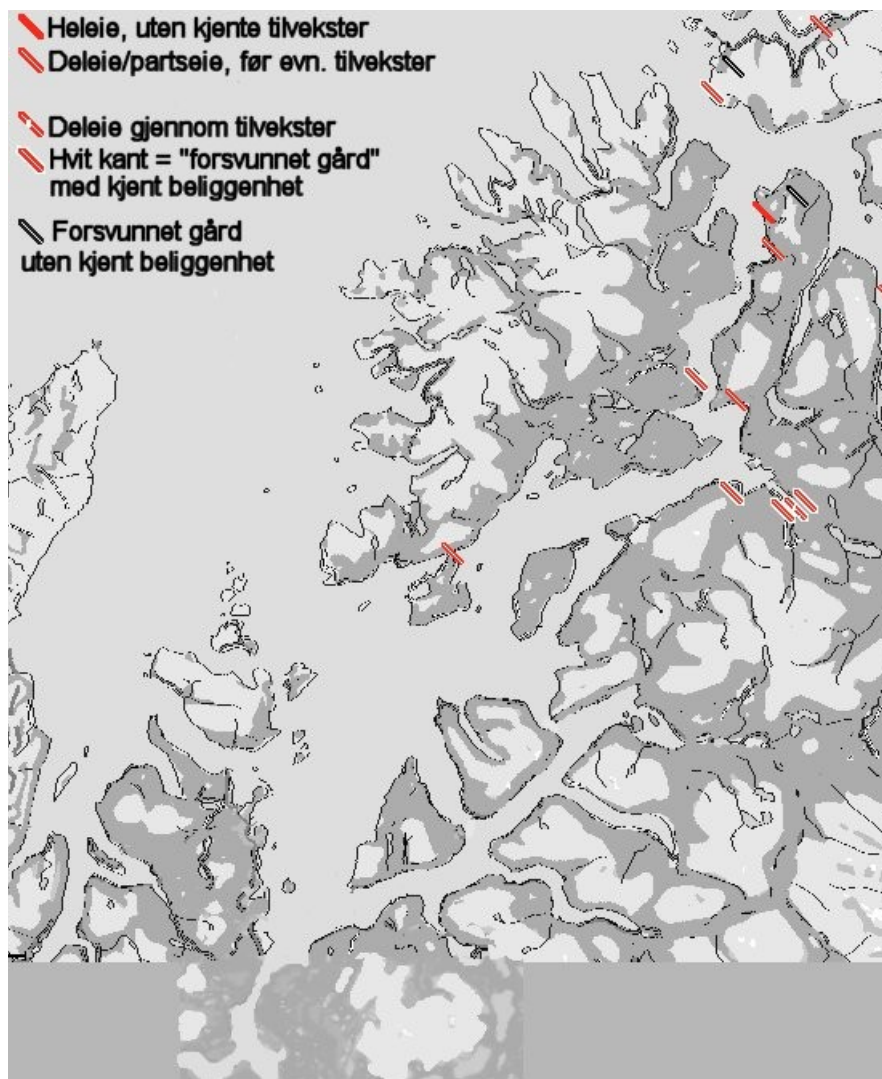 Heleie, uten kjente tilvekster
Deleie/partseie, før evn. tilvekster
Deleie gjennom tilvekster
Hvit kant = "forsvunnet gård"
med kjent beliggenhet
Forsvunnet gård
uten kjent beliggenhet